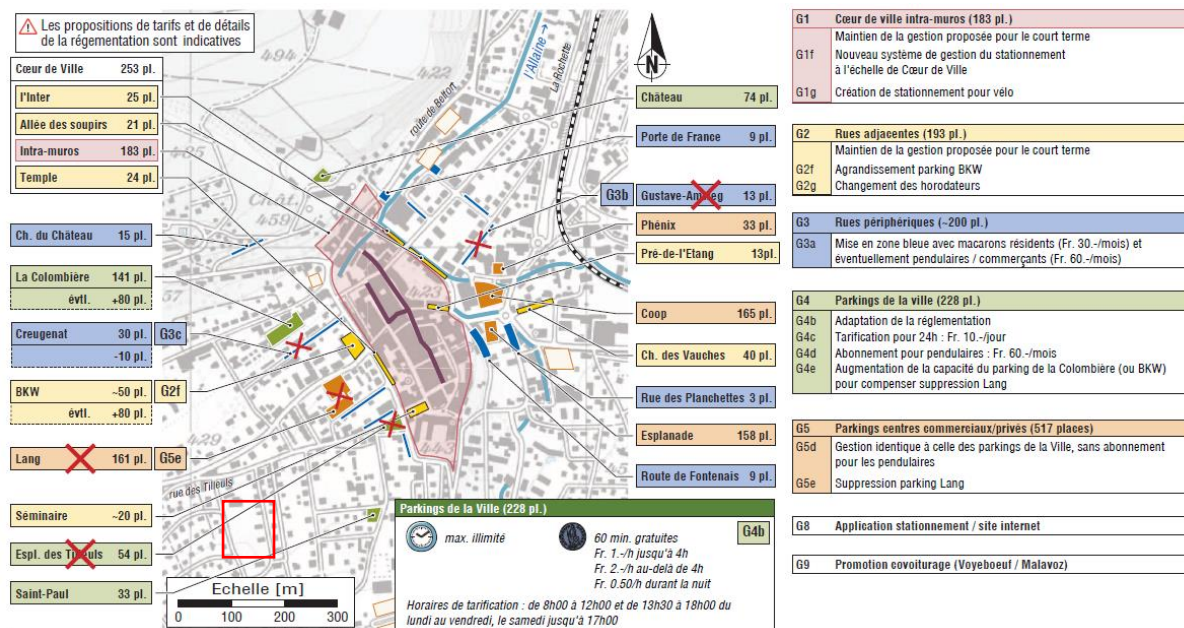 Les propositions de tarifs et de détails
de la régementation sont indicatives
Cœur de Ville 253 pl.
l'Inter 25 pl.
Allée des soupirs 21 pl.
Intra-muros 183 pl.
Temple 24 pl.
Ch. du Château 15 pl.
La Colombière 141 pl.
évtl. +80 pl.
Creugenat 30 pl. G3c
-10 pl.
BKW ~50 pl. G2f
évtl. +80 pl.
Lang 161 pl. G5e
Séminaire ~20 pl.
Espl. des Tilleuls 54 pl.
Saint-Paul 33 pl.
494
422
425
Chât.
459
423
429
443
route de Belfort
l'Allaine
La Rochette
rue des Tilleuls
Echelle [m]
0 100 200 300
N
Château 74 pl.
Porte de France 9 pl.
G3b Gustave-Amweg 13 pl.
Phénix 33 pl.
Pré-de-l'Etang 13pl.
Coop 165 pl.
Ch. des Vauches 40 pl.
Rue des Planchettes 3 pl.
Esplanade 158 pl.
Route de Fontenais 9 pl.
Parkings de la Ville (228 pl.)
G4b
max. illimité
60 min. gratuites
Fr. 1.-/h jusqu'à 4h
Fr. 2.-/h au-delà de 4h
Fr. 0.50/h durant la nuit
Horaires de tarification : de 8h00 à 12h00 et de 13h30 à 18h00 du
lundi au vendredi, le samedi jusqu'à 17h00
G1 Cœur de ville intra-muros (183 pl.)
Maintien de la gestion proposée pour le court terme
G1f Nouveau système de gestion du stationnement
à l'échelle de Cœur de Ville
G1g Création de stationnement pour vélo
G2 Rues adjacentes (193 pl.)
Maintien de la gestion proposée pour le court terme
G2f Agrandissement parking BKW
G2g Changement des horodateurs
G3 Rues périphériques (~200 pl.)
G3a Mise en zone bleue avec macarons résidents (Fr. 30.-/mois) et
éventuellement pendulaires / commerçants (Fr. 60.-/mois)
G4 Parkings de la ville (228 pl.)
G4b Adaptation de la réglementation
G4c Tarification pour 24h : Fr. 10.-/jour
G4d Abonnement pour pendulaires : Fr. 60.-/mois
G4e Augmentation de la capacité du parking de la Colombière (ou BKW)
pour compenser suppression Lang
G5 Parkings centres commerciaux/privés (517 places)
G5d Gestion identique à celle des parkings de la Ville, sans abonnement
pour les pendulaires
G5e Suppression parking Lang
G8 Application stationnement / site internet
G9 Promotion covoiturage (Voyeboeuf / Malavoz)